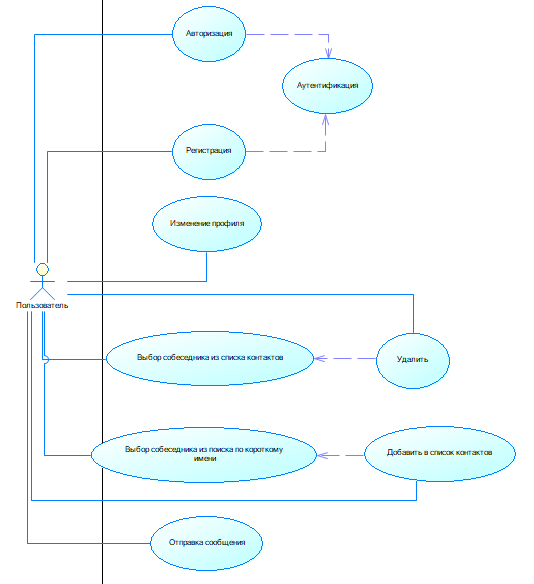 Авторизация
Аутентификация
Регистрация
Изменение профиля
Пользователь
Выбор собеседника из списка контактов
Удалить
Выбор собеседника из поиска по короткому
имени
Добавить в список контактов
Отправка сообщения